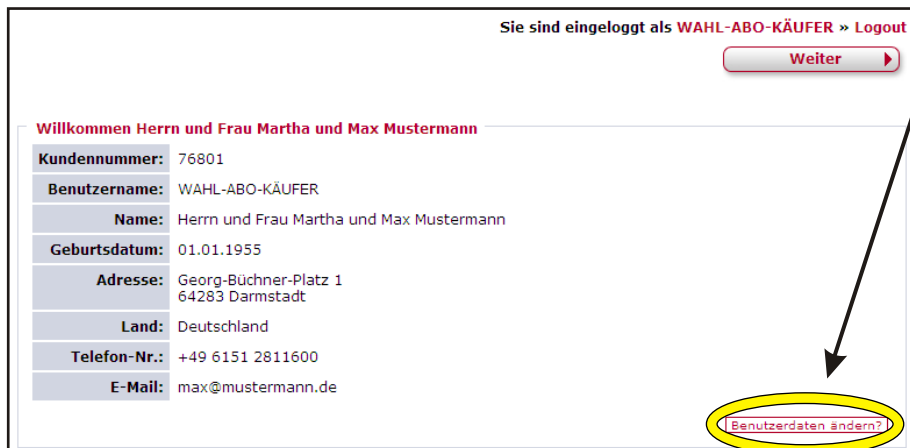 Sie sind eingeloggt als WAHL-ABO-KÄUFER » Logout
Weiter
Willkommen Herrn und Frau Martha und Max Mustermann
Kundennummer: 76801
Benutzername: WAHL-ABO-KÄUFER
Name: Herrn und Frau Martha und Max Mustermann
Geburtsdatum: 01.01.1955
Adresse: Georg-Büchner-Platz 1
64283 Darmstadt
Land: Deutschland
Telefon-Nr.: +49 6151 2811600
E-Mail: max@mustermann.de
Benutzerdaten ändern?